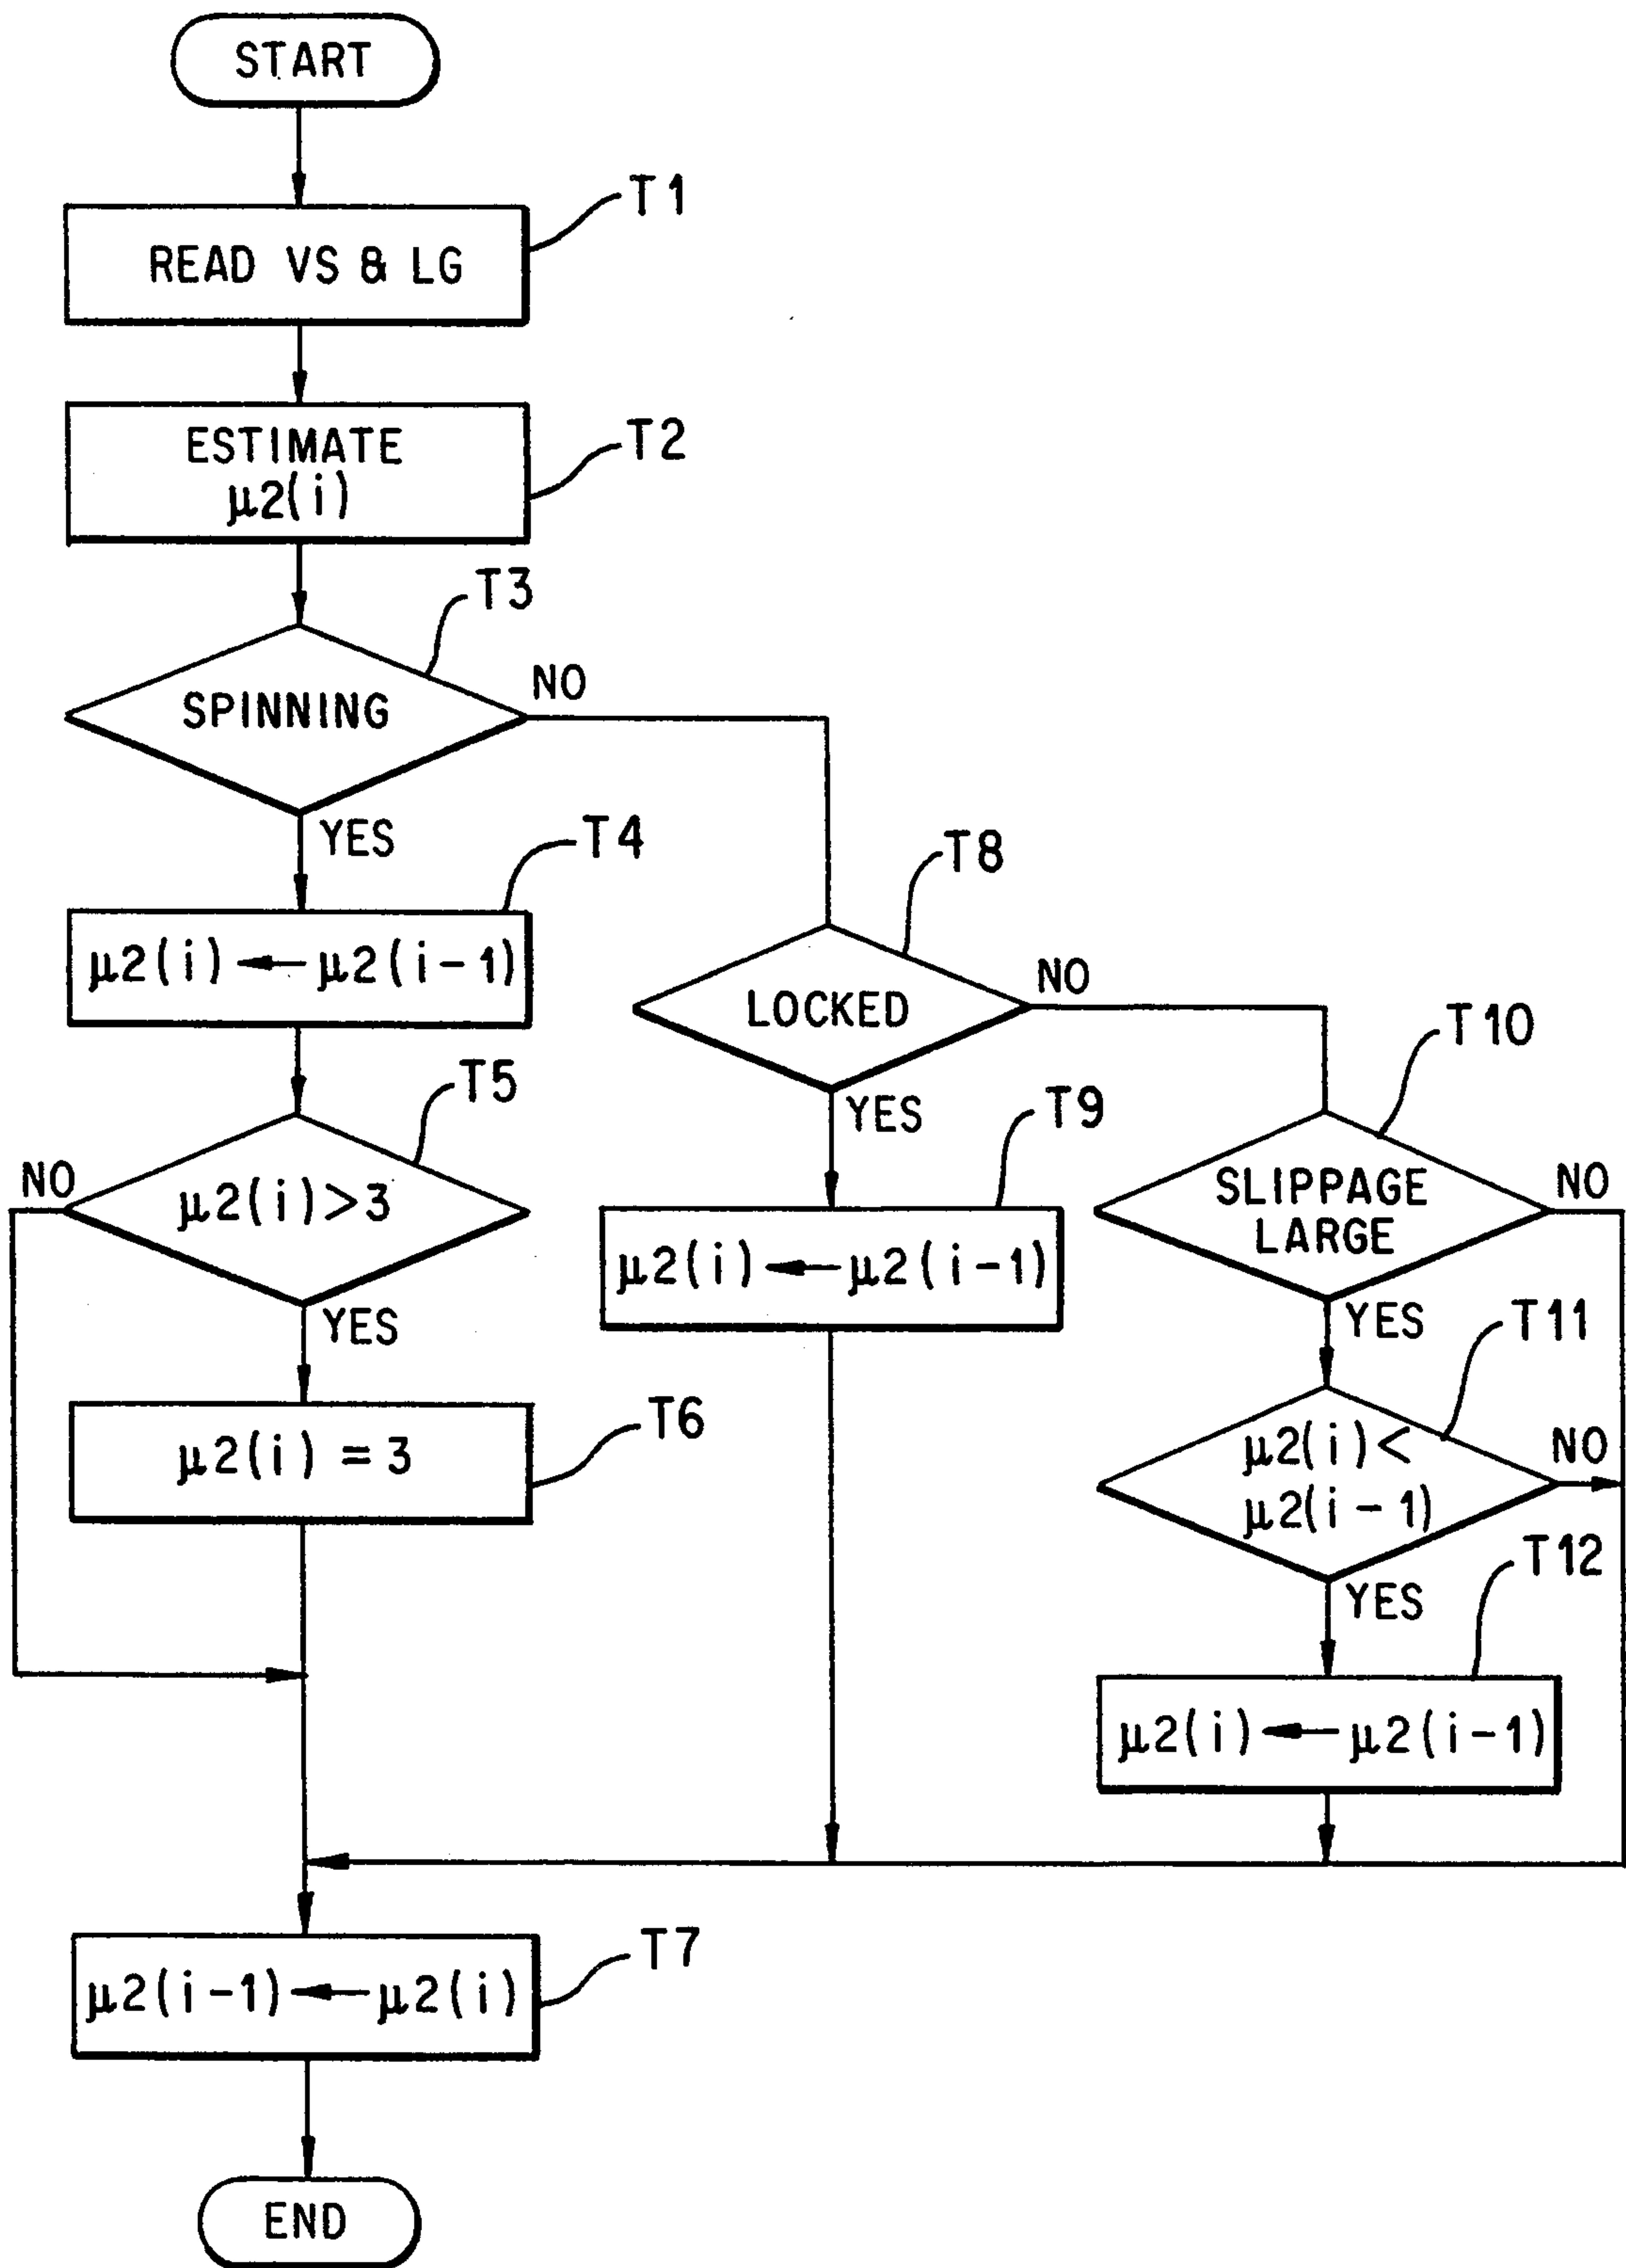 START
T1
READ VS & LG
T2
ESTIMATE
μ2(i)
T3
SPINNING
NO
YES
T4
μ2(i) ← μ2(i-1)
T5
NO
μ2(i)>3
YES
T6
μ2(i) = 3
T8
LOCKED
NO
YES
T9
μ2(i) ← μ2(i-1)
T10
SLIPPAGE
LARGE
NO
YES
T11
μ2(i)<
μ2(i-1)
NO
YES
T12
μ2(i) ← μ2(i-1)
T7
μ2(i-1) ← μ2(i)
END